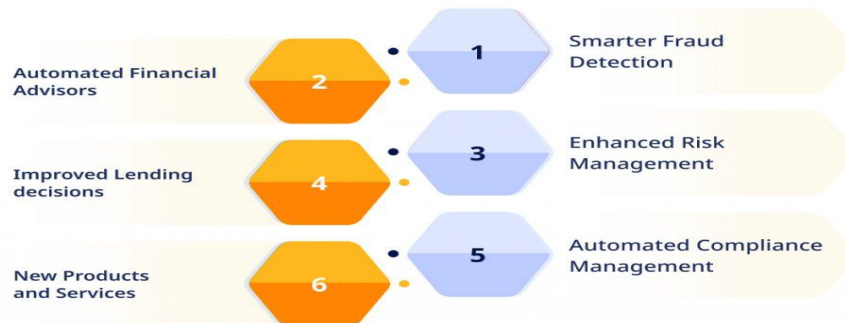 1
Smarter Fraud
Detection
2
Automated Financial
Advisors
3
Enhanced Risk
Management
4
Improved Lending
decisions
5
Automated Compliance
Management
6
New Products
and Services